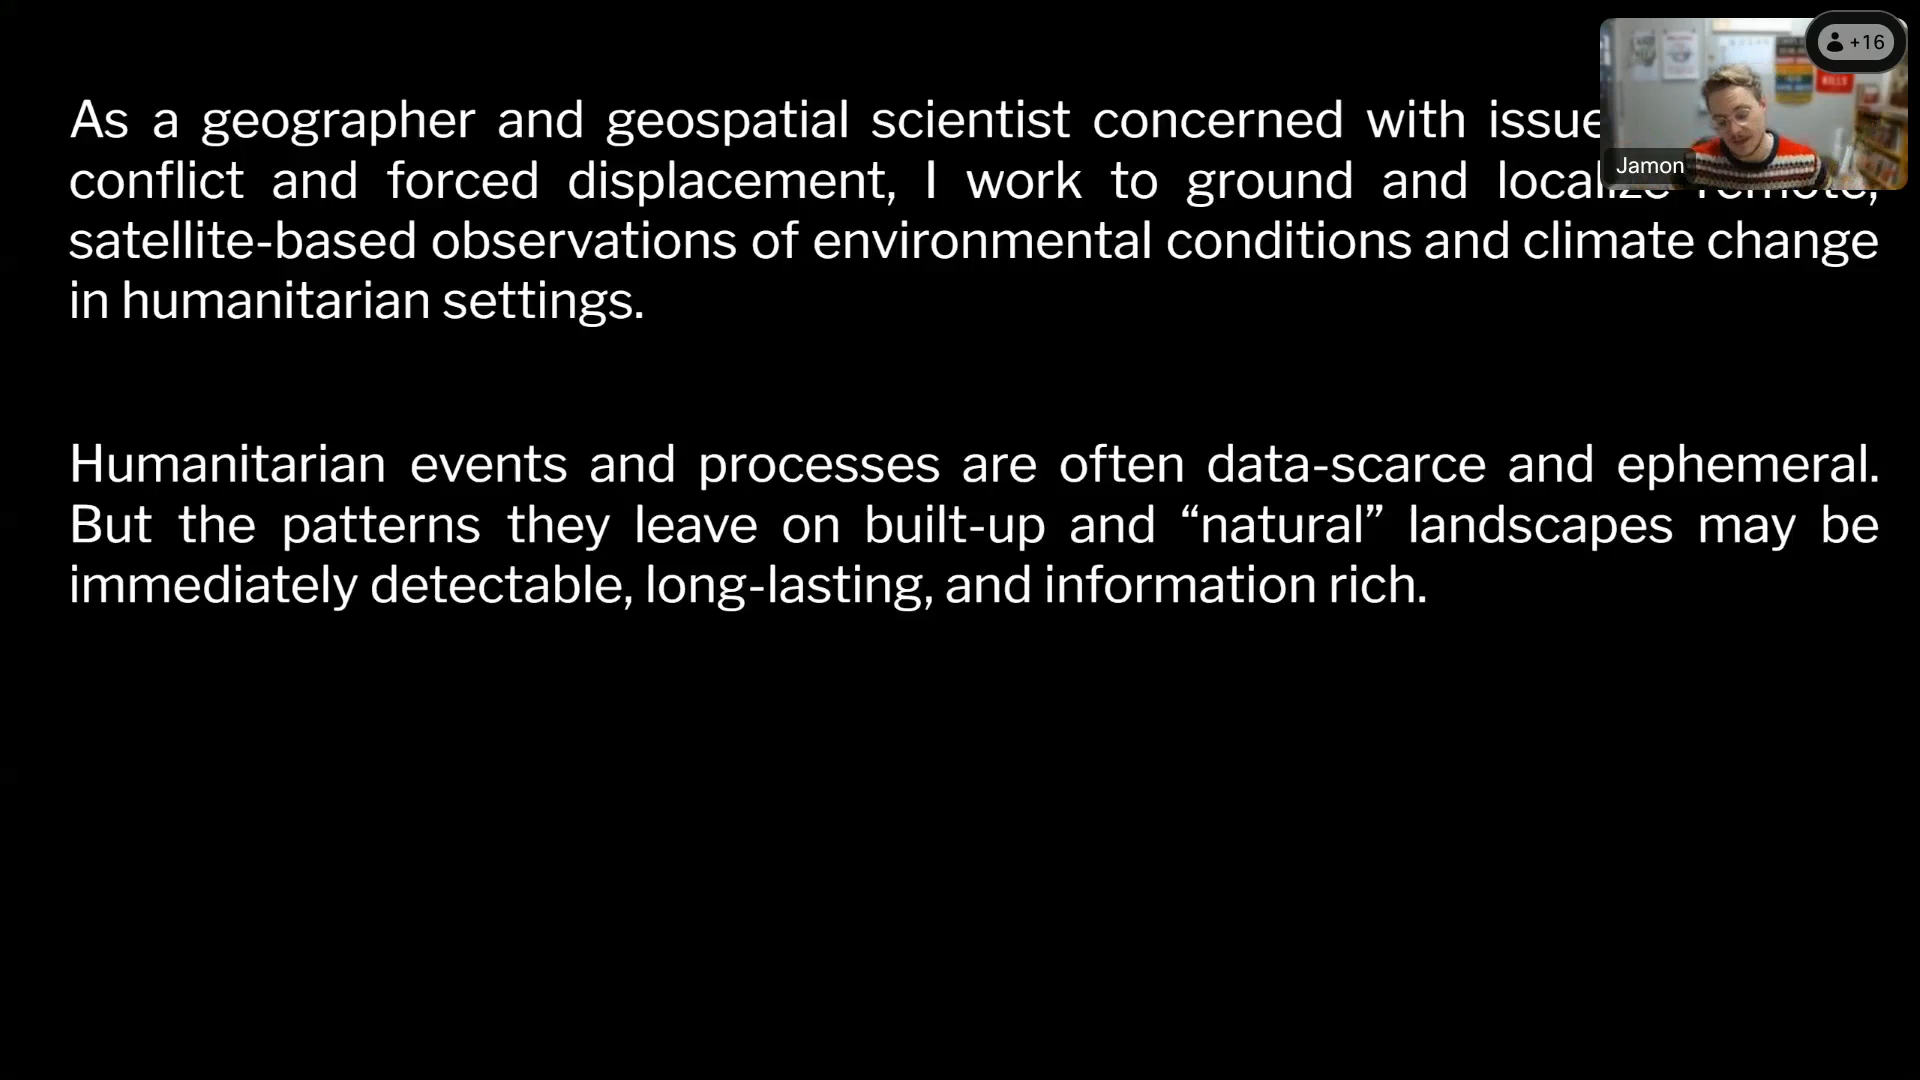 +16
As a geographer and geospatial scientist concerned with issue
Jamon
conflict and forced displacement, I work to ground and localize remote,
satellite-based observations of environmental conditions and climate change
in humanitarian settings.
Humanitarian events and processes are often data-scarce and ephemeral.
But the patterns they leave on built-up and “natural” landscapes may be
immediately detectable, long-lasting, and information rich.